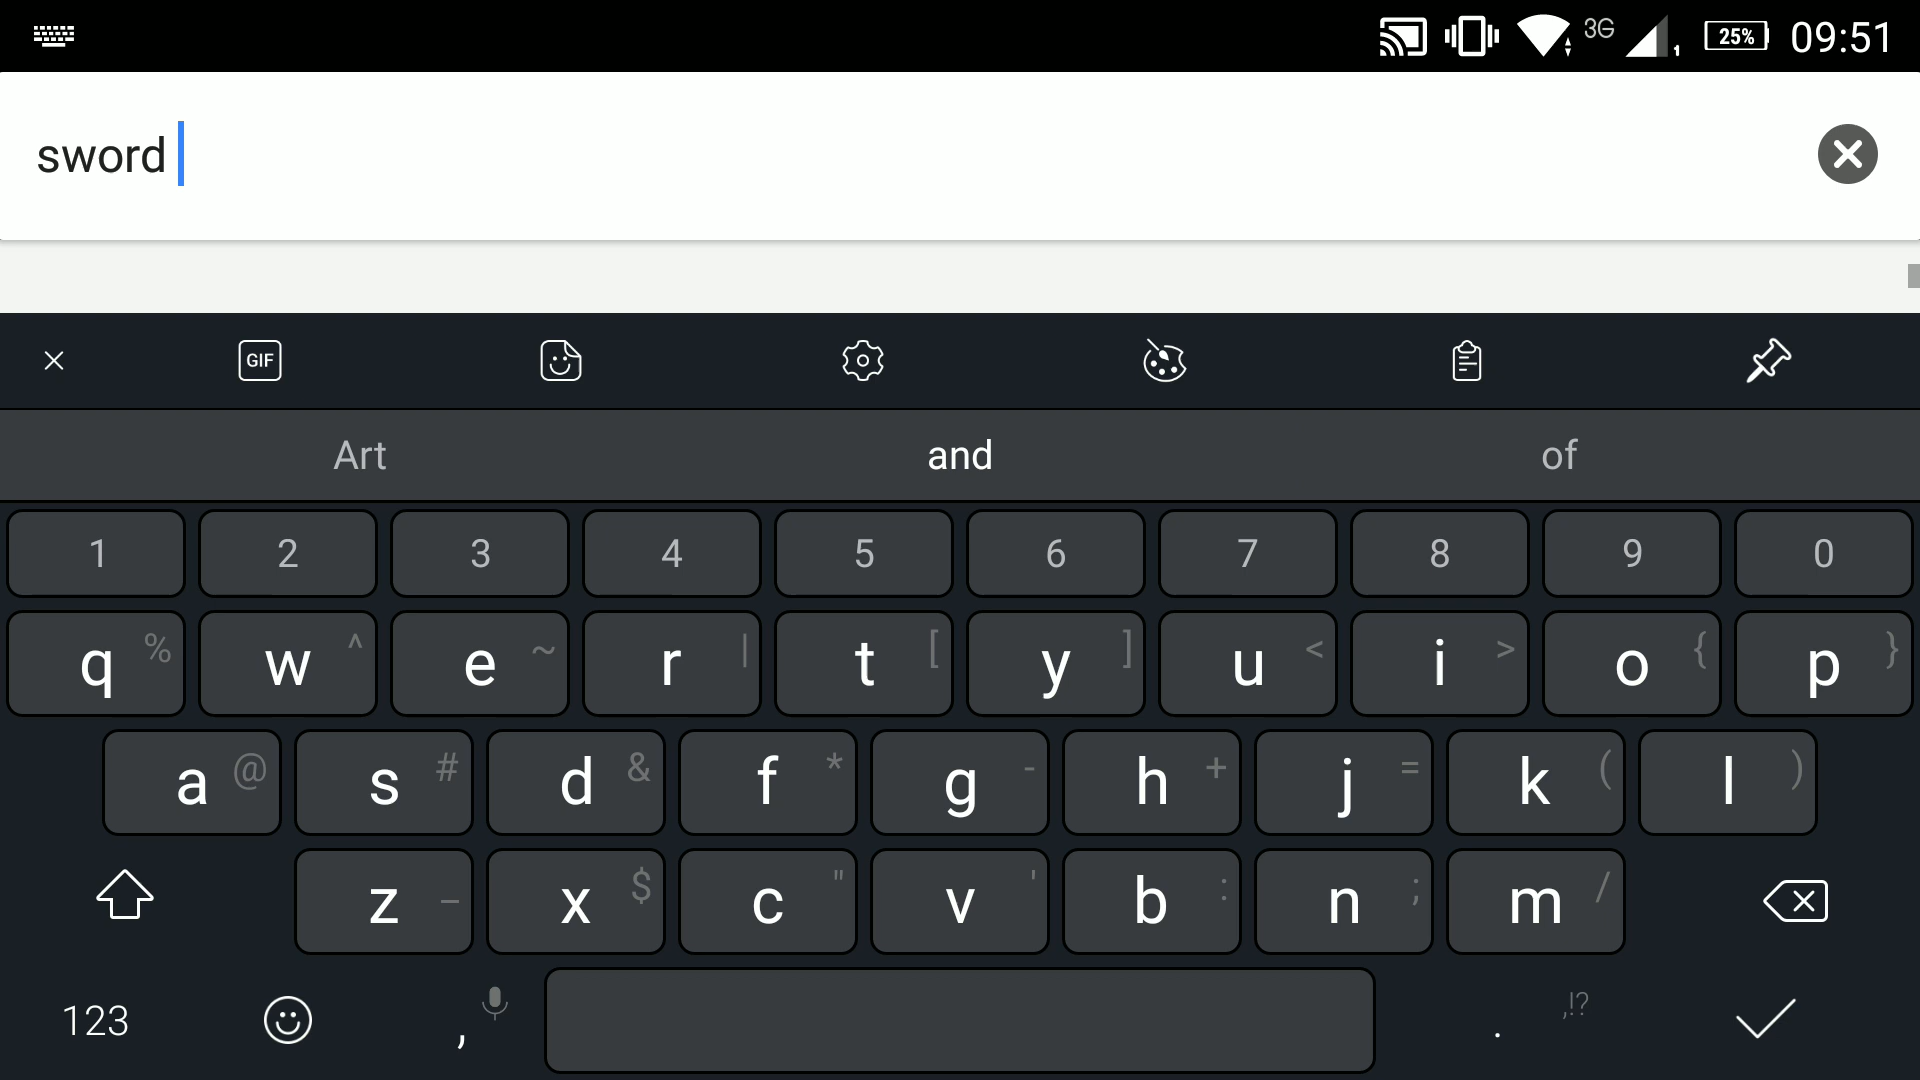 3G 1 25% 09:51
sword
GIF
Art and of
1 2 3 4 5 6 7 8 9 0
q % w ^ e ~ r | t [ y ] u < i > o { p }
a @ s # d & f * g - h + j = k ( l )
z _ x $ c " v ' b : n ; m /
123 , . ,!?